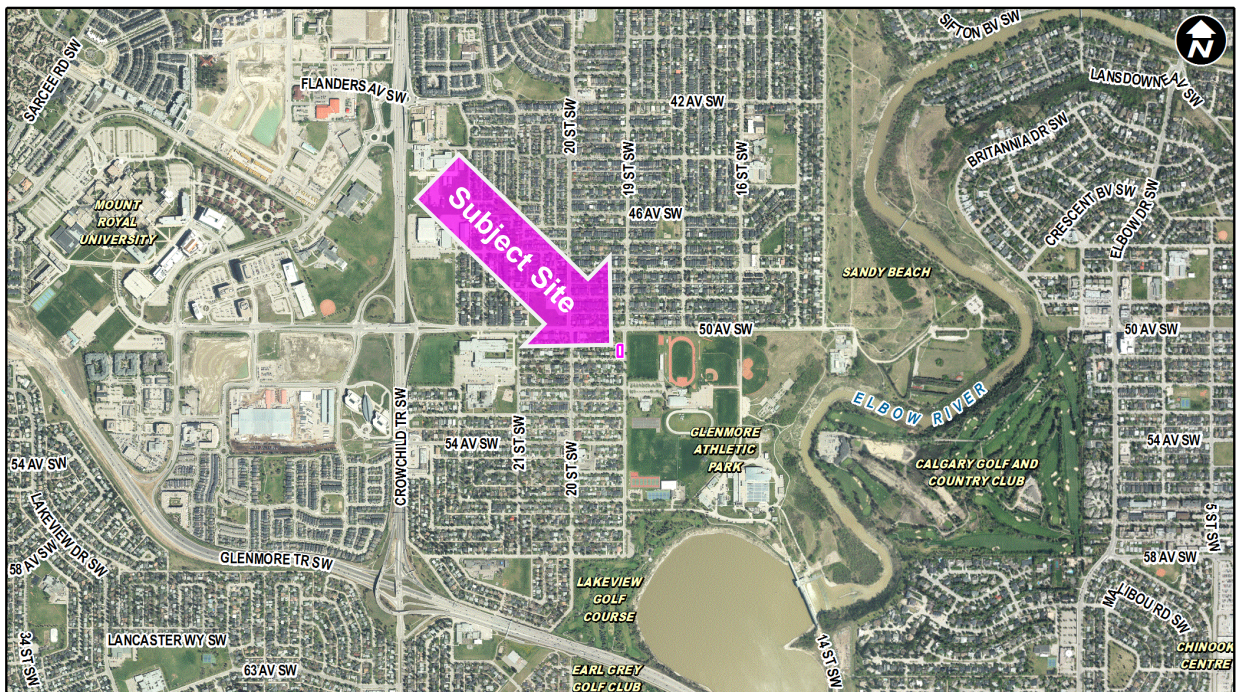 SIFTON BV SW
N
SARCEE RD SW
FLANDERS AV SW
LANSDOWNE AV SW
42 AV SW
20 ST SW
BRITANNIA DR SW
19 ST SW
16 ST SW
Subject Site
MOUNT
ROYAL
UNIVERSITY
46 AV SW
CRESCENT BV SW
ELBOW DR SW
SANDY BEACH
50 AV SW
50 AV SW
ELBOW RIVER
CROWCHILD TR SW
54 AV SW
21 ST SW
20 ST SW
GLENMORE
ATHLETIC
PARK
54 AV SW
CALGARY GOLF AND
COUNTRY CLUB
54 AV SW
LAKEVIEW DR SW
5 ST SW
58 AV SW
GLENMORE TR SW
58 AV SW
LAKEVIEW
GOLF
COURSE
MALIBOU RD SW
34 ST SW
LANCASTER WY SW
14 ST SW
63 AV SW
CHINOOK
CENTRE
EARL GREY
GOLF CLUB